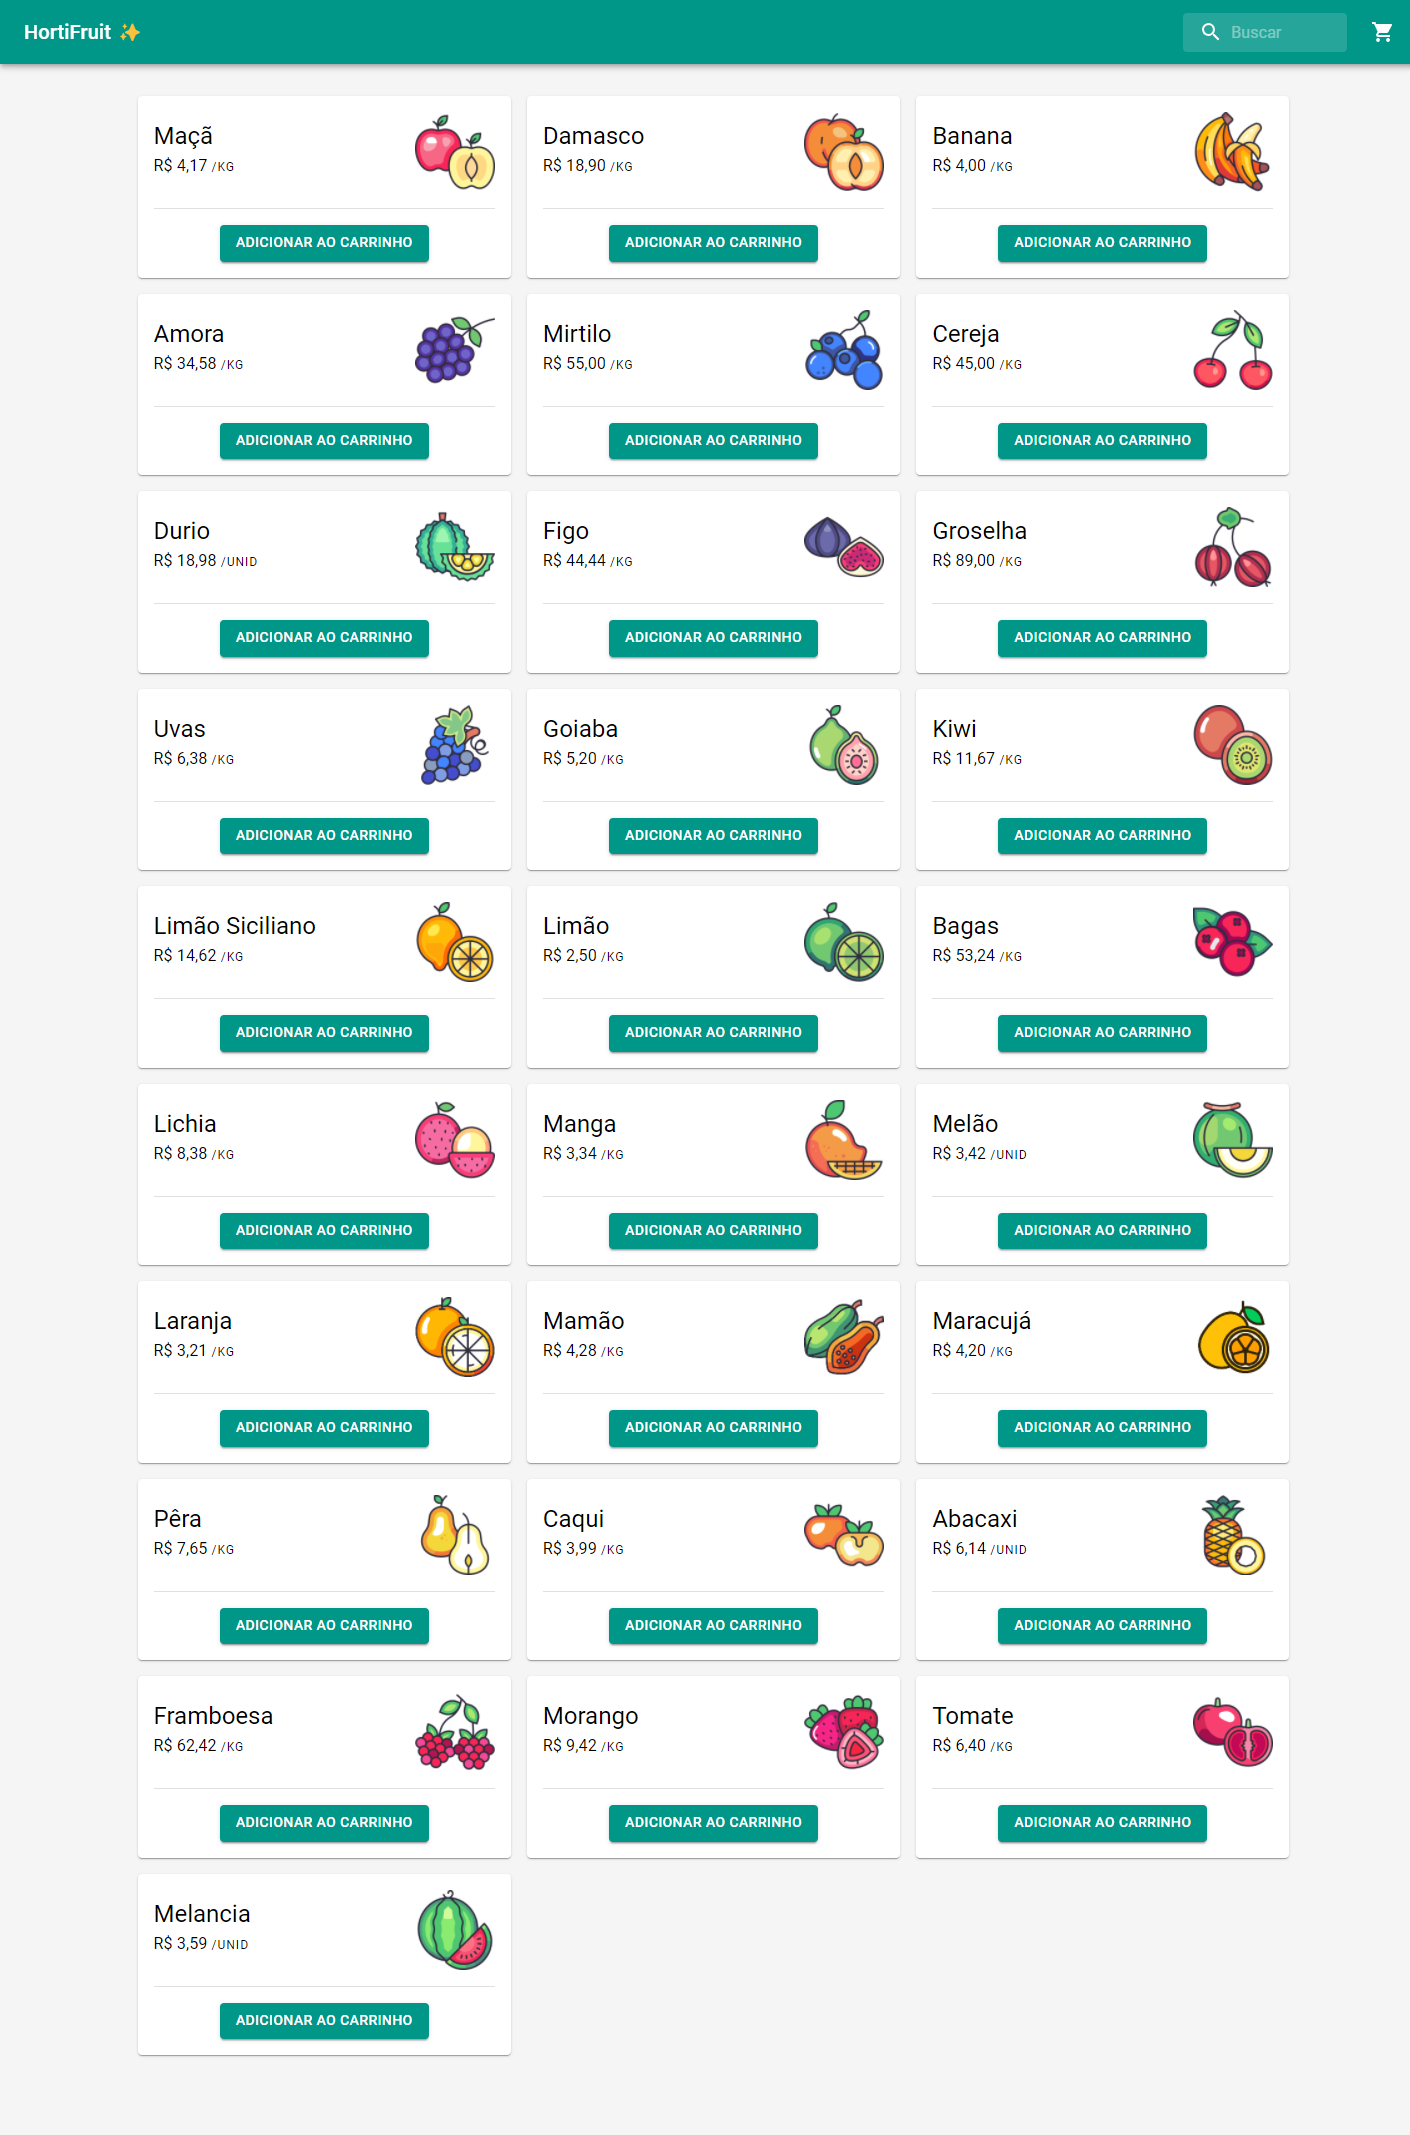 HortiFruit ✨
Buscar
Maçã
R$ 4,17 /KG
ADICIONAR AO CARRINHO
Damasco
R$ 18,90 /KG
ADICIONAR AO CARRINHO
Banana
R$ 4,00 /KG
ADICIONAR AO CARRINHO
Amora
R$ 34,58 /KG
ADICIONAR AO CARRINHO
Mirtilo
R$ 55,00 /KG
ADICIONAR AO CARRINHO
Cereja
R$ 45,00 /KG
ADICIONAR AO CARRINHO
Durio
R$ 18,98 /UNID
ADICIONAR AO CARRINHO
Figo
R$ 44,44 /KG
ADICIONAR AO CARRINHO
Groselha
R$ 89,00 /KG
ADICIONAR AO CARRINHO
Uvas
R$ 6,38 /KG
ADICIONAR AO CARRINHO
Goiaba
R$ 5,20 /KG
ADICIONAR AO CARRINHO
Kiwi
R$ 11,67 /KG
ADICIONAR AO CARRINHO
Limão Siciliano
R$ 14,62 /KG
ADICIONAR AO CARRINHO
Limão
R$ 2,50 /KG
ADICIONAR AO CARRINHO
Bagas
R$ 53,24 /KG
ADICIONAR AO CARRINHO
Lichia
R$ 8,38 /KG
ADICIONAR AO CARRINHO
Manga
R$ 3,34 /KG
ADICIONAR AO CARRINHO
Melão
R$ 3,42 /UNID
ADICIONAR AO CARRINHO
Laranja
R$ 3,21 /KG
ADICIONAR AO CARRINHO
Mamão
R$ 4,28 /KG
ADICIONAR AO CARRINHO
Maracujá
R$ 4,20 /KG
ADICIONAR AO CARRINHO
Pêra
R$ 7,65 /KG
ADICIONAR AO CARRINHO
Caqui
R$ 3,99 /KG
ADICIONAR AO CARRINHO
Abacaxi
R$ 6,14 /UNID
ADICIONAR AO CARRINHO
Framboesa
R$ 62,42 /KG
ADICIONAR AO CARRINHO
Morango
R$ 9,42 /KG
ADICIONAR AO CARRINHO
Tomate
R$ 6,40 /KG
ADICIONAR AO CARRINHO
Melancia
R$ 3,59 /UNID
ADICIONAR AO CARRINHO